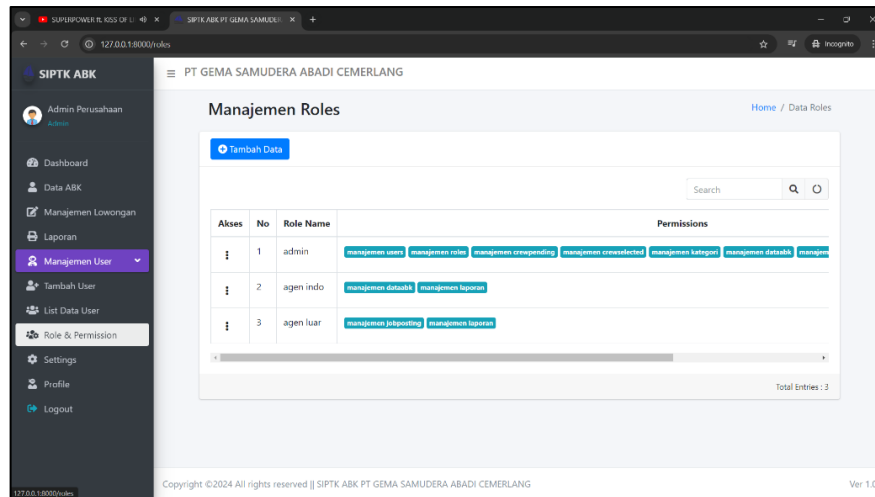 SUPERPOWER ft. KISS OF LI
SIPTK ABK PT GEMA SAMUDER
127.0.0.1:8000/roles
Incognito
SIPTK ABK
PT GEMA SAMUDERA ABADI CEMERLANG
Admin Perusahaan
Admin
Manajemen Roles
Home / Data Roles
Tambah Data
Dashboard
Data ABK
Manajemen Lowongan
Laporan
Manajemen User
Tambah User
List Data User
Role & Permission
Settings
Profile
Logout
Search
Akses No Role Name Permissions
1 admin manajemen users manajemen roles manajemen crewpending manajemen crewselected manajemen kategori manajemen dataabk manajem
2 agen indo manajemen dataabk manajemen laporan
3 agen luar manajemen jobposting manajemen laporan
Total Entries : 3
Copyright ©2024 All rights reserved || SIPTK ABK PT GEMA SAMUDERA ABADI CEMERLANG
Ver 1.0
127.0.0.1:8000/roles